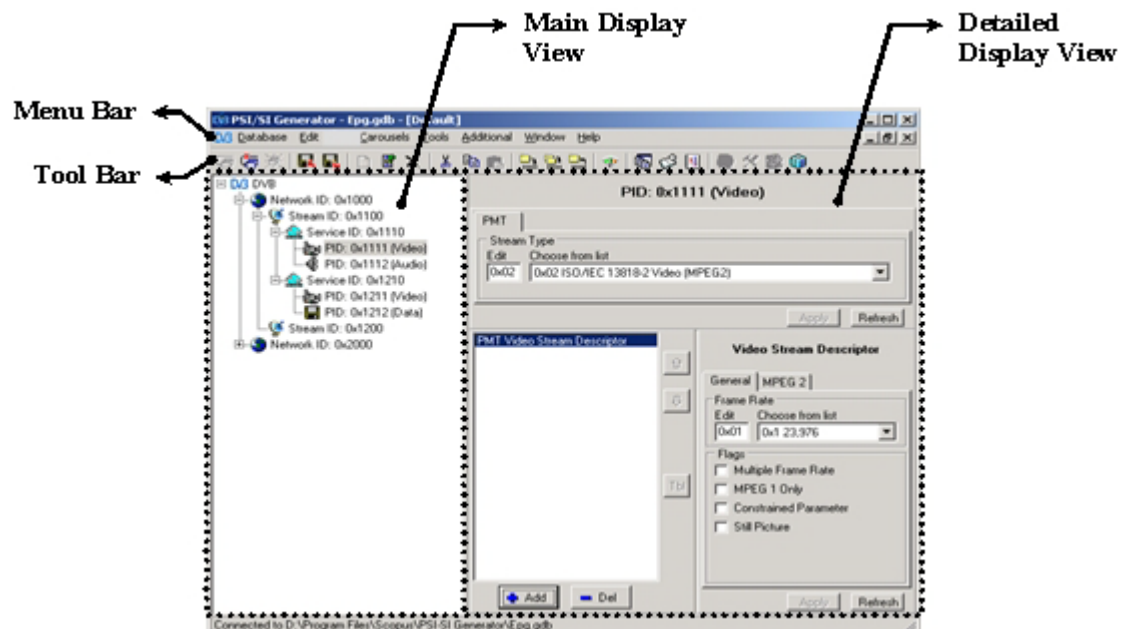 Main Display
View
Detailed
Display View
Menu Bar
Tool Bar
DVB PSI/SI Generator - Epg.gdb - [Default]
DVB Database Edit Carousels Tools Additional Window Help
DVB
Network ID: 0x1000
Stream ID: 0x1100
Service ID: 0x1110
PID: 0x1111 (Video)
PID: 0x1112 (Audio)
Service ID: 0x1210
PID: 0x1211 (Video)
PID: 0x1212 (Data)
Stream ID: 0x1200
Network ID: 0x2000
PID: 0x1111 (Video)
PMT
Stream Type
Edit Choose from list
0x02 0x02 ISO/IEC 13818-2 Video (MPEG2)
Apply Refresh
PMT Video Stream Descriptor
Tbl
Add Del
Video Stream Descriptor
General MPEG 2
Frame Rate
Edit Choose from list
0x01 0x1 23,976
Flags
Multiple Frame Rate
MPEG 1 Only
Constrained Parameter
Still Picture
Apply Refresh
Connected to D:\Program Files\Scopus\PSI-SI Generator\Epg.gdb